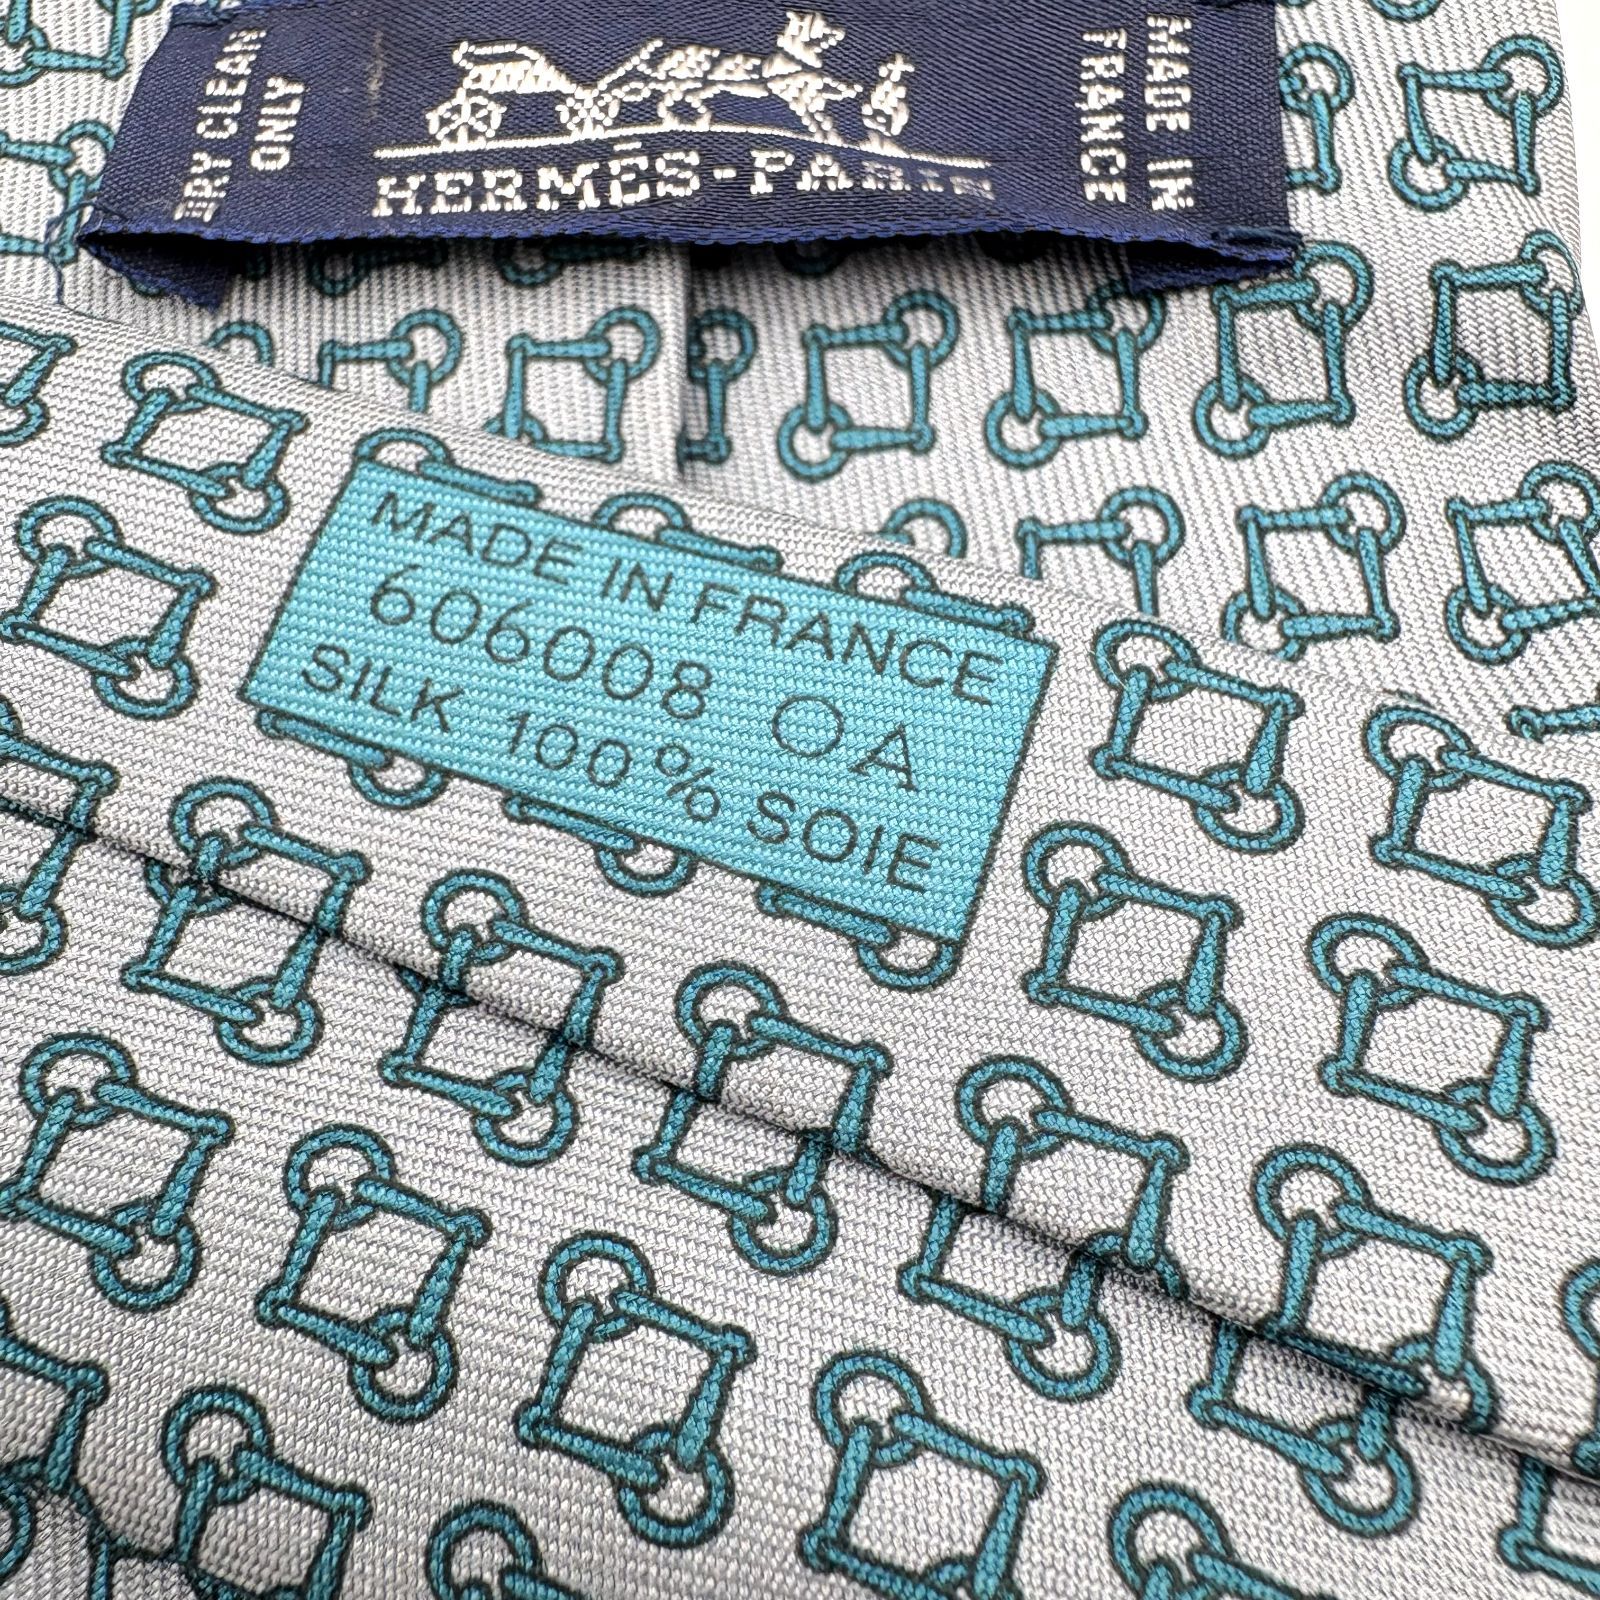 DRY CLEAN
ONLY
HERMÈS-PARIS
MADE IN
FRANCE
MADE IN FRANCE
606008 OA
SILK 100% SOIE